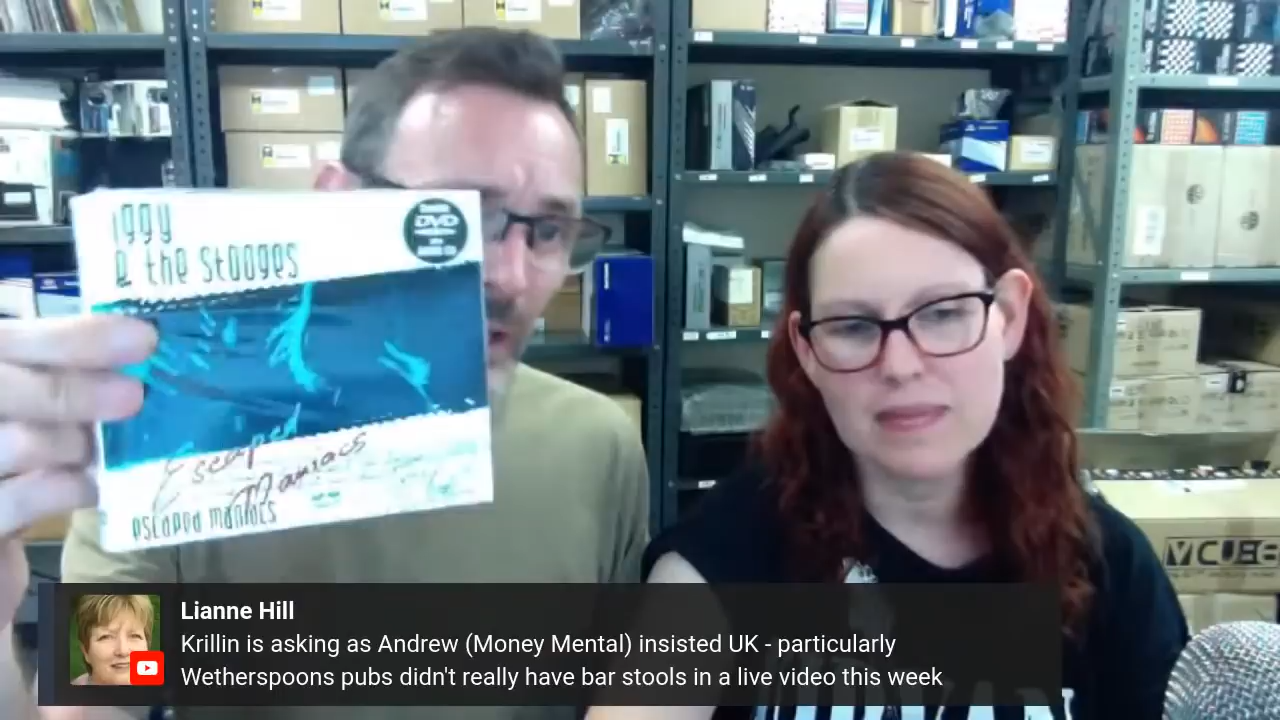 iggy
& the stooges
DVD
Escaped
Maniacs
escaped maniacs
VCUBE
Lianne Hill
Krillin is asking as Andrew (Money Mental) insisted UK - particularly
Wetherspoons pubs didn't really have bar stools in a live video this week